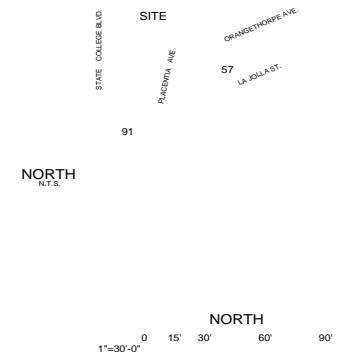 STATE COLLEGE BLVD.
SITE
PLACENTIA AVE.
ORANGETHORPE AVE.
57
LA JOLLA ST.
91
NORTH
N.T.S.
NORTH
0 15' 30' 60' 90'
1"=30'-0"